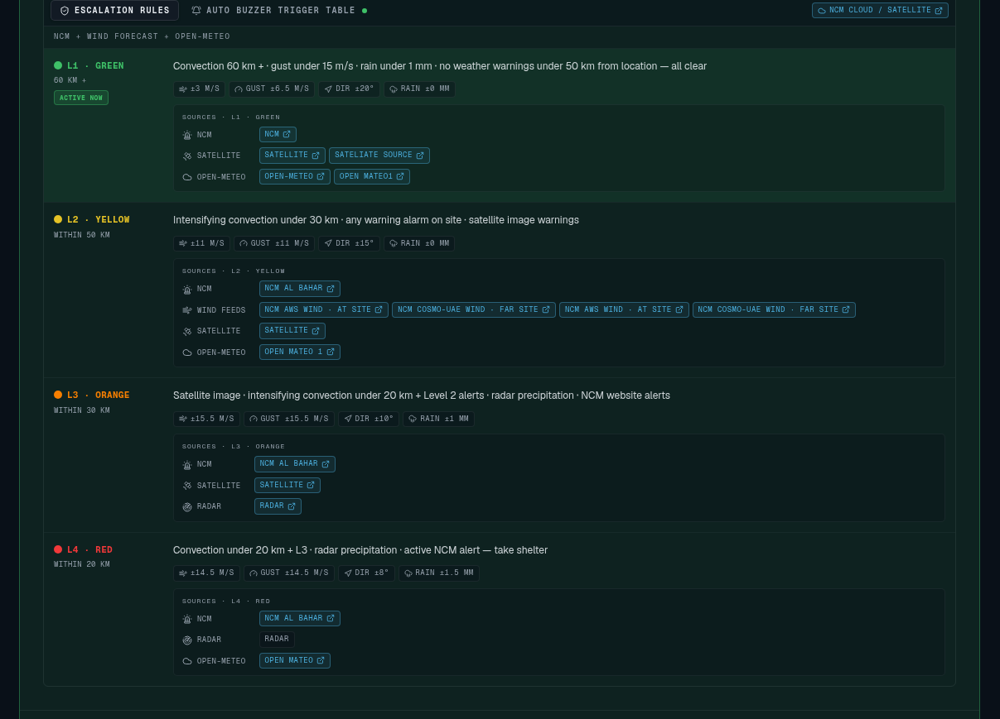 ESCALATION RULES AUTO BUZZER TRIGGER TABLE NCM CLOUD / SATELLITE
NCM + WIND FORECAST + OPEN-METEO
L1 · GREEN
60 KM +
ACTIVE NOW
Convection 60 km + · gust under 15 m/s · rain under 1 mm · no weather warnings under 50 km from location — all clear
±3 M/S GUST ±6.5 M/S DIR ±20° RAIN ±0 MM
SOURCES · L1 · GREEN
NCM NCM
SATELLITE SATELLITE SATELIATE SOURCE
OPEN-METEO OPEN-METEO OPEN MATEO1
L2 · YELLOW
WITHIN 50 KM
Intensifying convection under 30 km · any warning alarm on site · satellite image warnings
±11 M/S GUST ±11 M/S DIR ±15° RAIN ±0 MM
SOURCES · L2 · YELLOW
NCM NCM AL BAHAR
WIND FEEDS NCM AWS WIND · AT SITE NCM COSMO-UAE WIND · FAR SITE NCM AWS WIND · AT SITE NCM COSMO-UAE WIND · FAR SITE
SATELLITE SATELLITE
OPEN-METEO OPEN MATEO 1
L3 · ORANGE
WITHIN 30 KM
Satellite image · intensifying convection under 20 km + Level 2 alerts · radar precipitation · NCM website alerts
±15.5 M/S GUST ±15.5 M/S DIR ±10° RAIN ±1 MM
SOURCES · L3 · ORANGE
NCM NCM AL BAHAR
SATELLITE SATELLITE
RADAR RADAR
L4 · RED
WITHIN 20 KM
Convection under 20 km + L3 · radar precipitation · active NCM alert — take shelter
±14.5 M/S GUST ±14.5 M/S DIR ±8° RAIN ±1.5 MM
SOURCES · L4 · RED
NCM NCM AL BAHAR
RADAR RADAR
OPEN-METEO OPEN MATEO